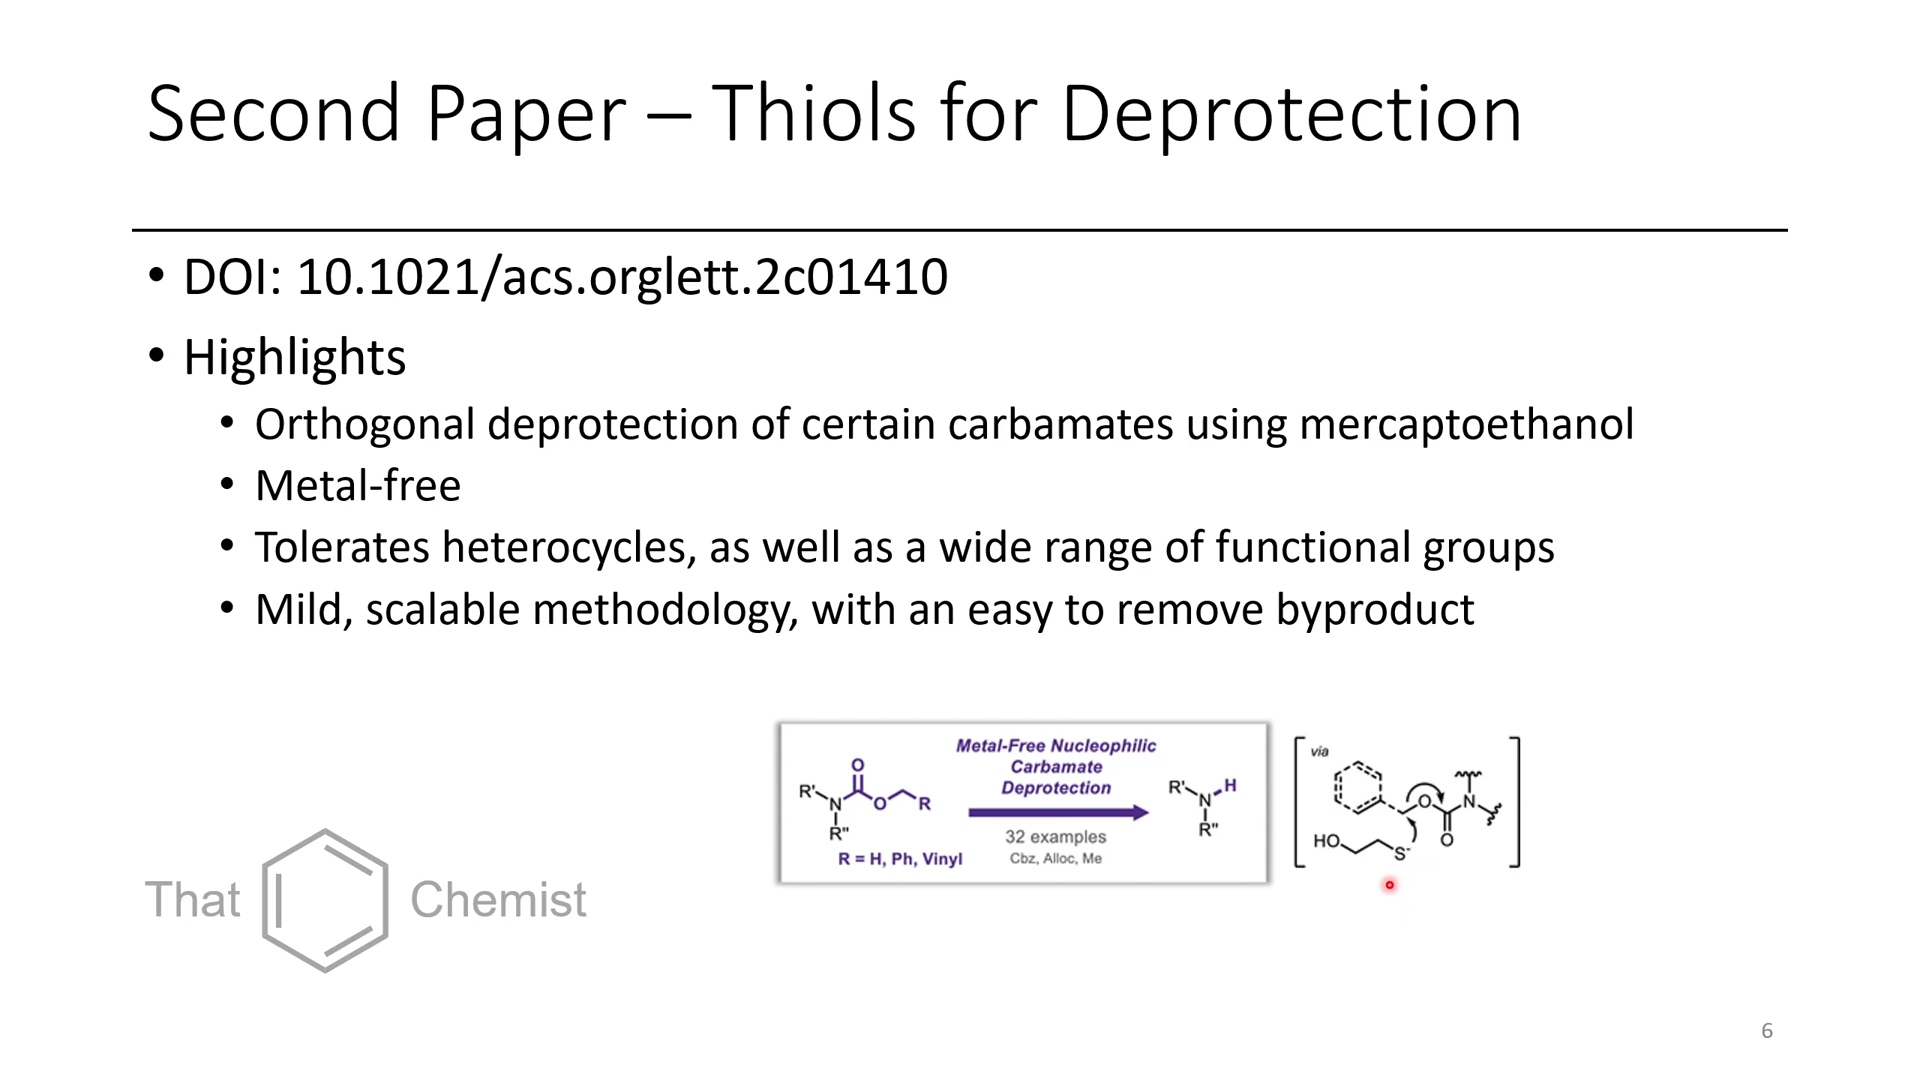 Second Paper – Thiols for Deprotection
• DOI: 10.1021/acs.orglett.2c01410
• Highlights
• Orthogonal deprotection of certain carbamates using mercaptoethanol
• Metal-free
• Tolerates heterocycles, as well as a wide range of functional groups
• Mild, scalable methodology, with an easy to remove byproduct
Metal-Free Nucleophilic
Carbamate
Deprotection
O
R' N O R
R"
R = H, Ph, Vinyl
32 examples
Cbz, Alloc, Me
R' N H
R"
via
O N
O
HO S-
That Chemist
6